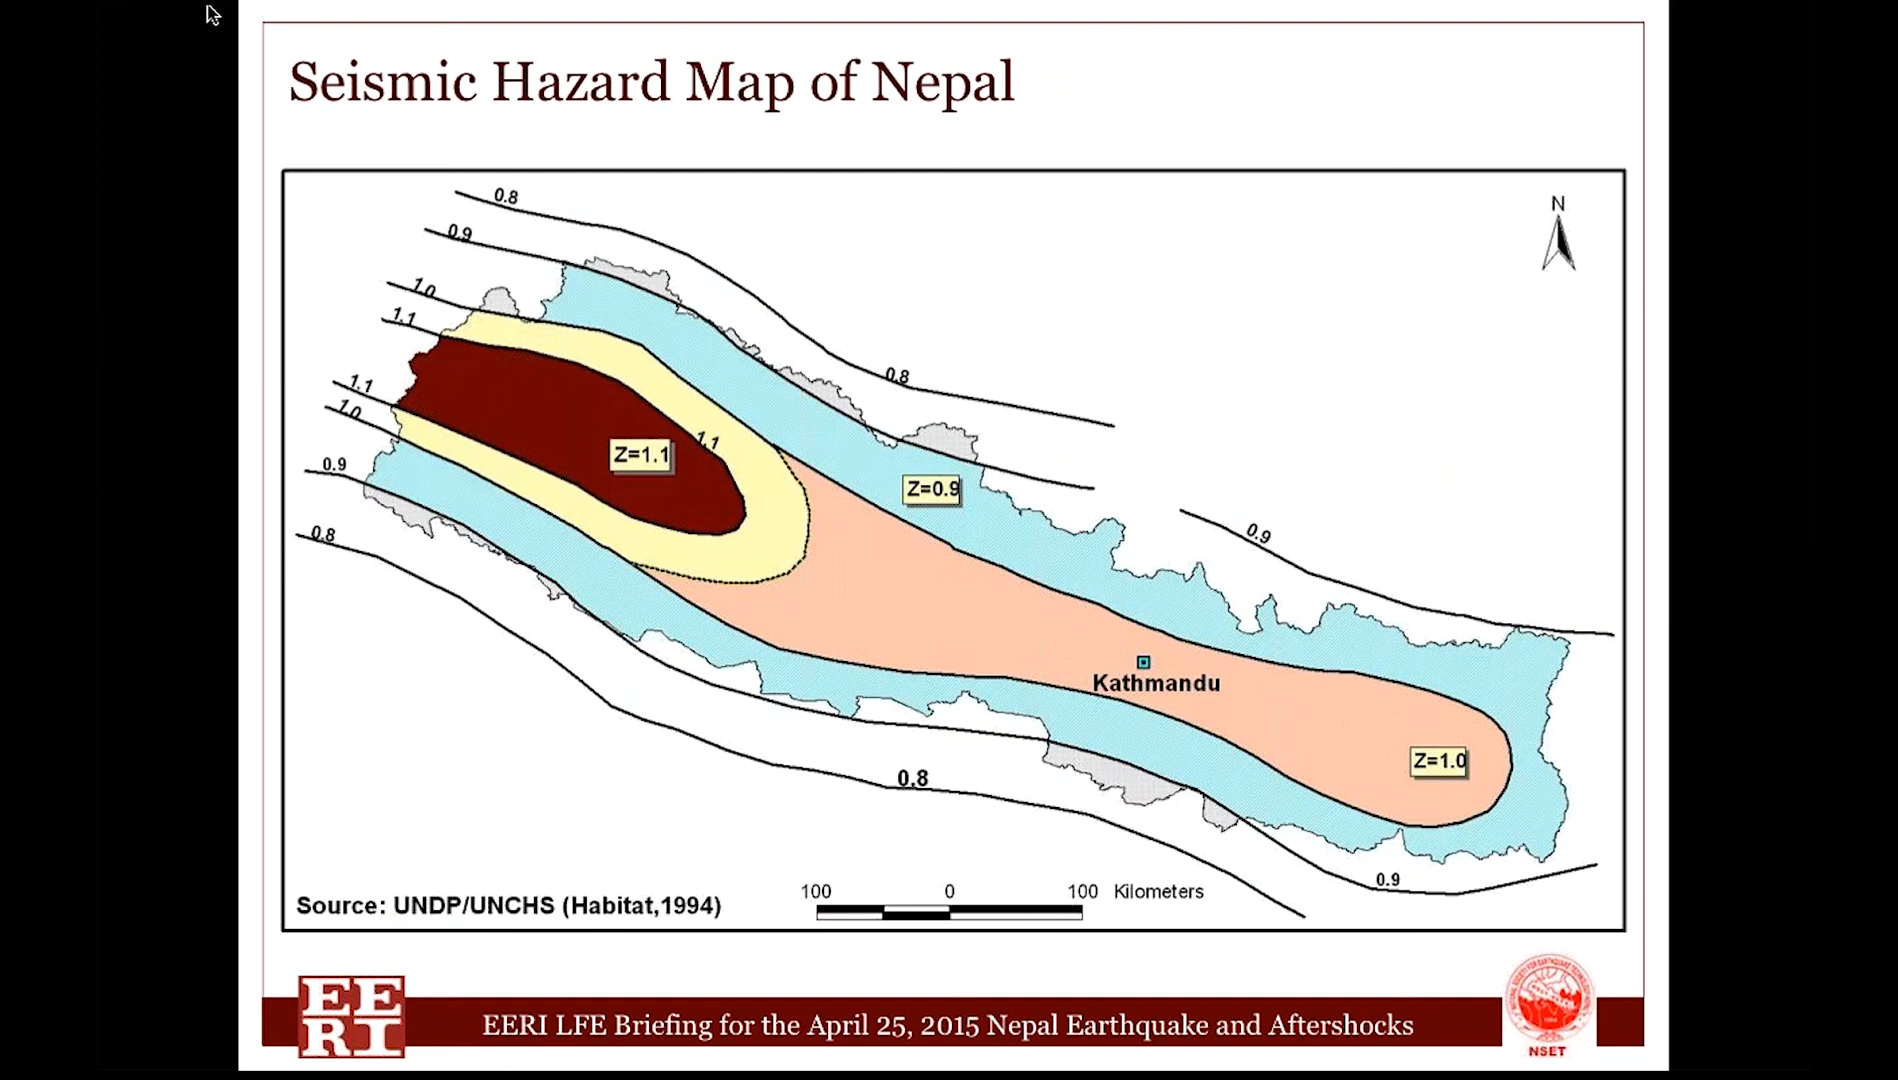 Seismic Hazard Map of Nepal
0.8
N
0.9
1.0
1.1
0.8
1.1
1.0
1.1
Z=1.1
0.9
Z=0.9
0.8
0.9
Kathmandu
Z=1.0
0.8
0.9
100 0 100 Kilometers
Source: UNDP/UNCHS (Habitat,1994)
EE
RI
EERI LFE Briefing for the April 25, 2015 Nepal Earthquake and Aftershocks
NSET